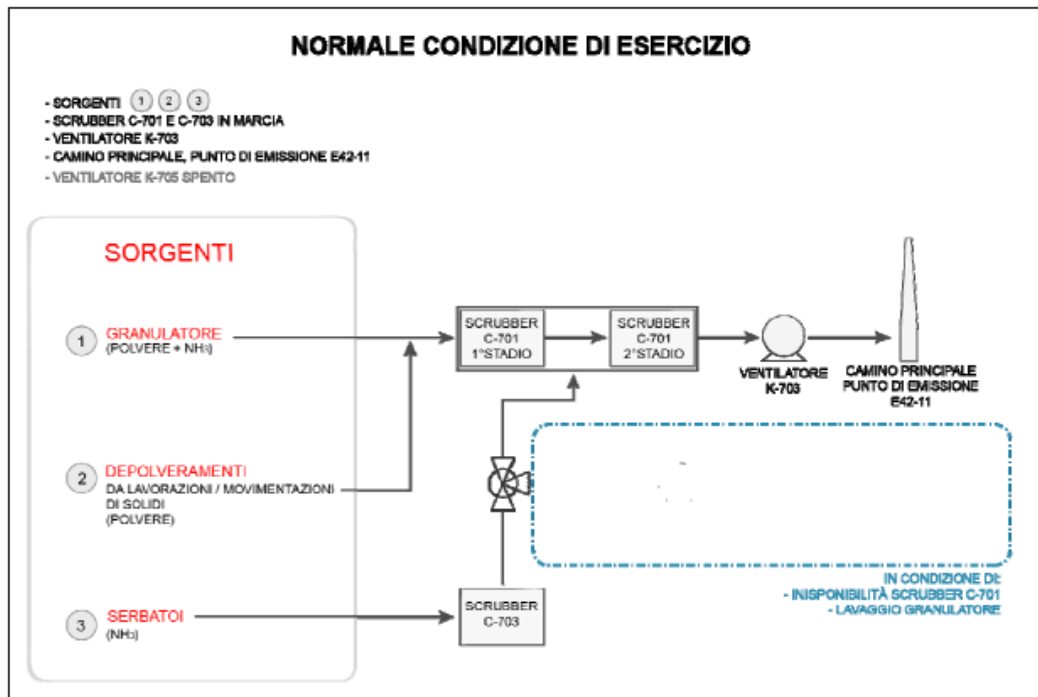 NORMALE CONDIZIONE DI ESERCIZIO
- SORGENTI 1 2 3
- SCRUBBER C-701 E C-703 IN MARCIA
- VENTILATORE K-703
- CAMINO PRINCIPALE, PUNTO DI EMISSIONE E42-11
- VENTILATORE K-705 SPENTO
SORGENTI
1 GRANULATORE
(POLVERE + NH3)
SCRUBBER
C-701
1°STADIO
SCRUBBER
C-701
2°STADIO
VENTILATORE
K-703
CAMINO PRINCIPALE
PUNTO DI EMISSIONE
E42-11
2 DEPOLVERAMENTI
DA LAVORAZIONI / MOVIMENTAZIONI
DI SOLIDI
(POLVERE)
IN CONDIZIONE DI:
- INISPONIBILITÀ SCRUBBER C-701
- LAVAGGIO GRANULATORE
3 SERBATOI
(NH3)
SCRUBBER
C-703